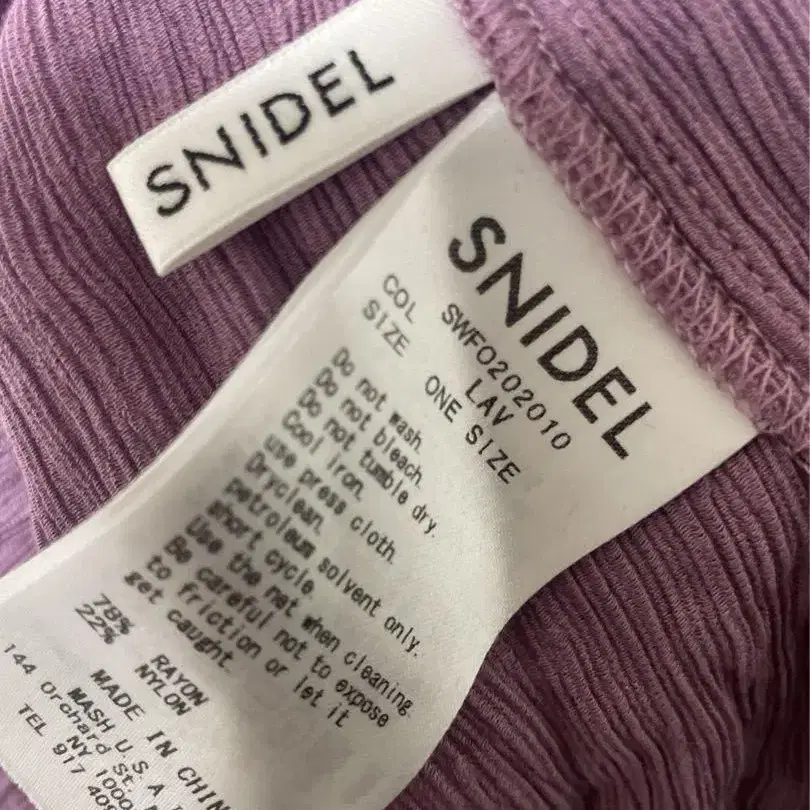 SNIDEL
SNIDEL
SWFO202010
COL LAV
SIZE ONE SIZE
Do not wash.
Do not bleach.
Do not tumble dry.
Cool iron.
use press cloth.
Dryclean.
petroleum solvent only.
short cycle.
Use the net when cleaning.
Be careful not to expose
to friction or let it
get caught.
78% RAYON
22% NYLON
MADE IN CHIN
MASH U S A
144 Orchard St.
NY 1000
TEL 917 409